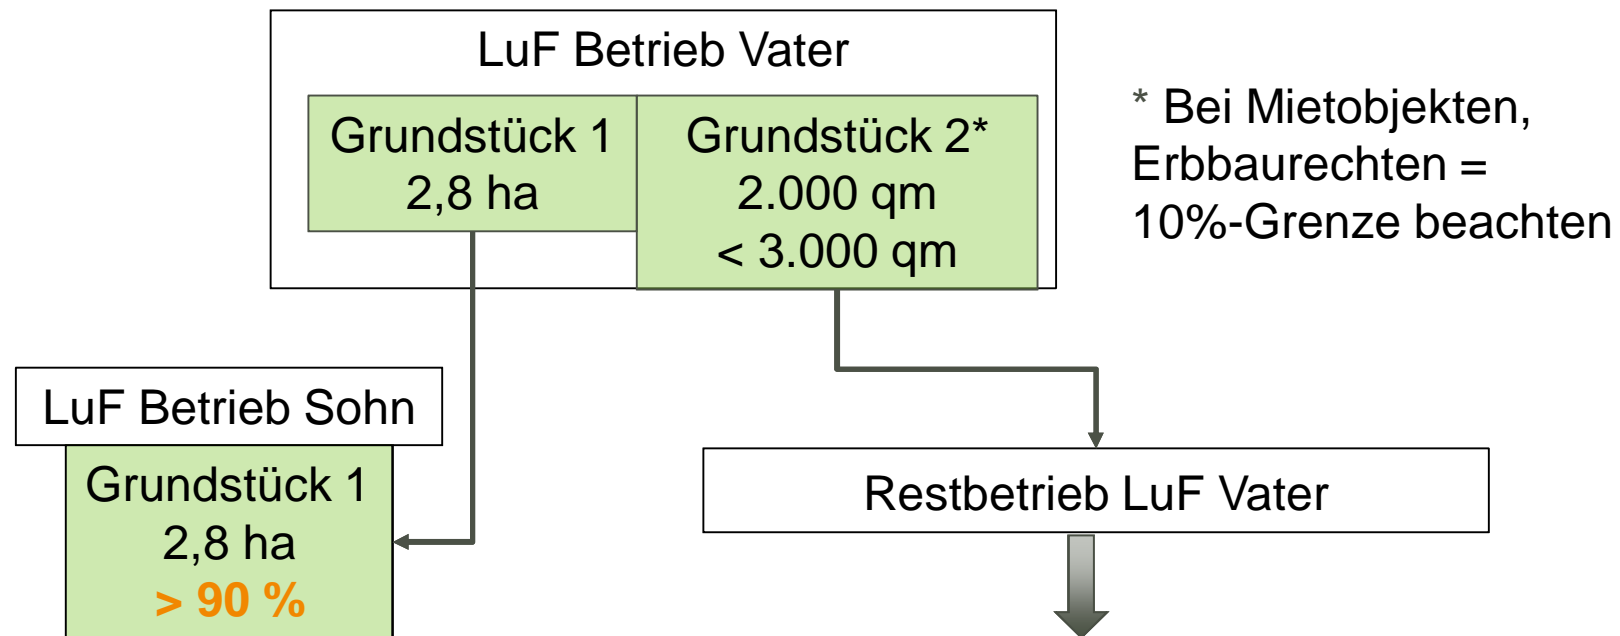 LuF Betrieb Vater
Grundstück 1
2,8 ha
Grundstück 2*
2.000 qm
< 3.000 qm
* Bei Mietobjekten,
Erbbaurechten =
10%-Grenze beachten
LuF Betrieb Sohn
Grundstück 1
2,8 ha
> 90 %
Restbetrieb LuF Vater